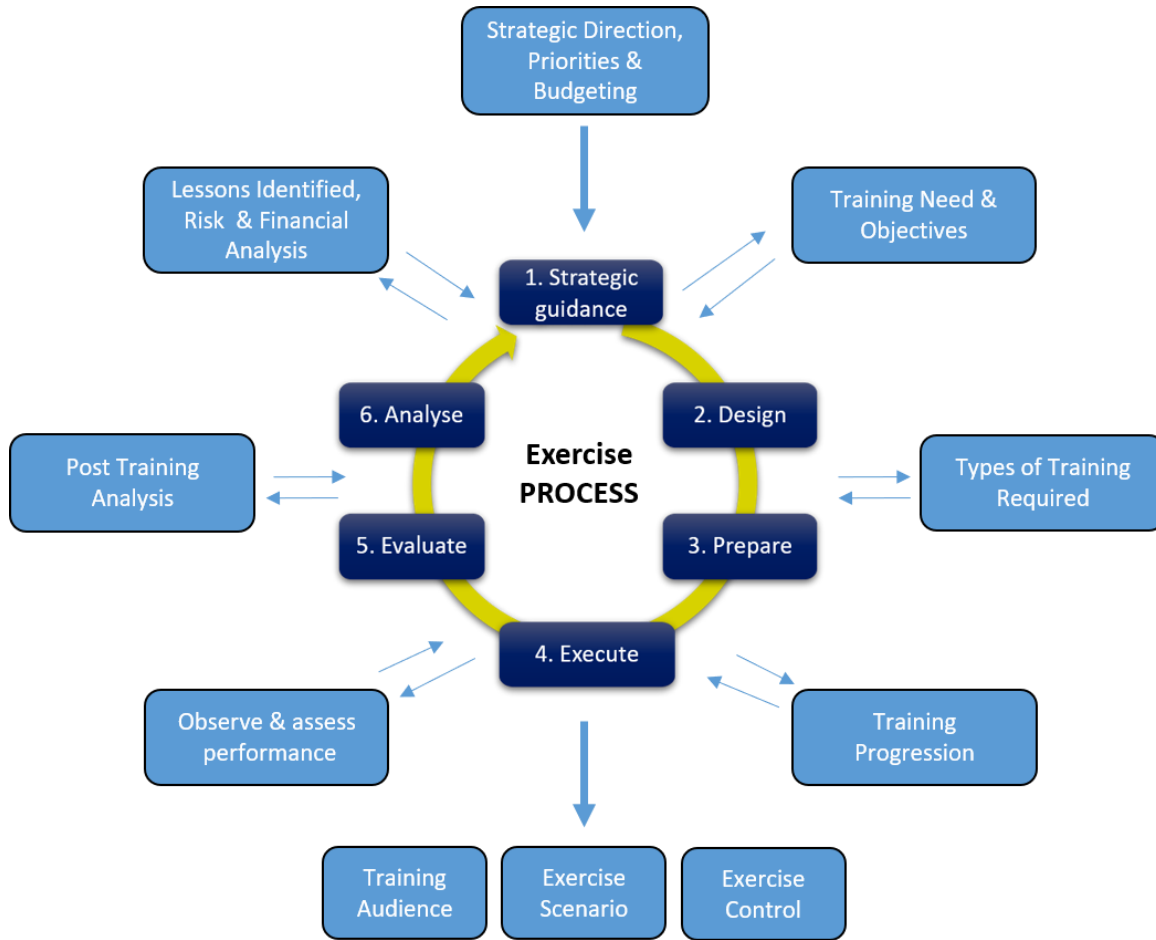 Strategic Direction,
Priorities &
Budgeting
Lessons Identified,
Risk & Financial
Analysis
Training Need &
Objectives
1. Strategic
guidance
6. Analyse
2. Design
Exercise
PROCESS
Post Training
Analysis
Types of Training
Required
5. Evaluate
3. Prepare
4. Execute
Observe & assess
performance
Training
Progression
Training
Audience
Exercise
Scenario
Exercise
Control